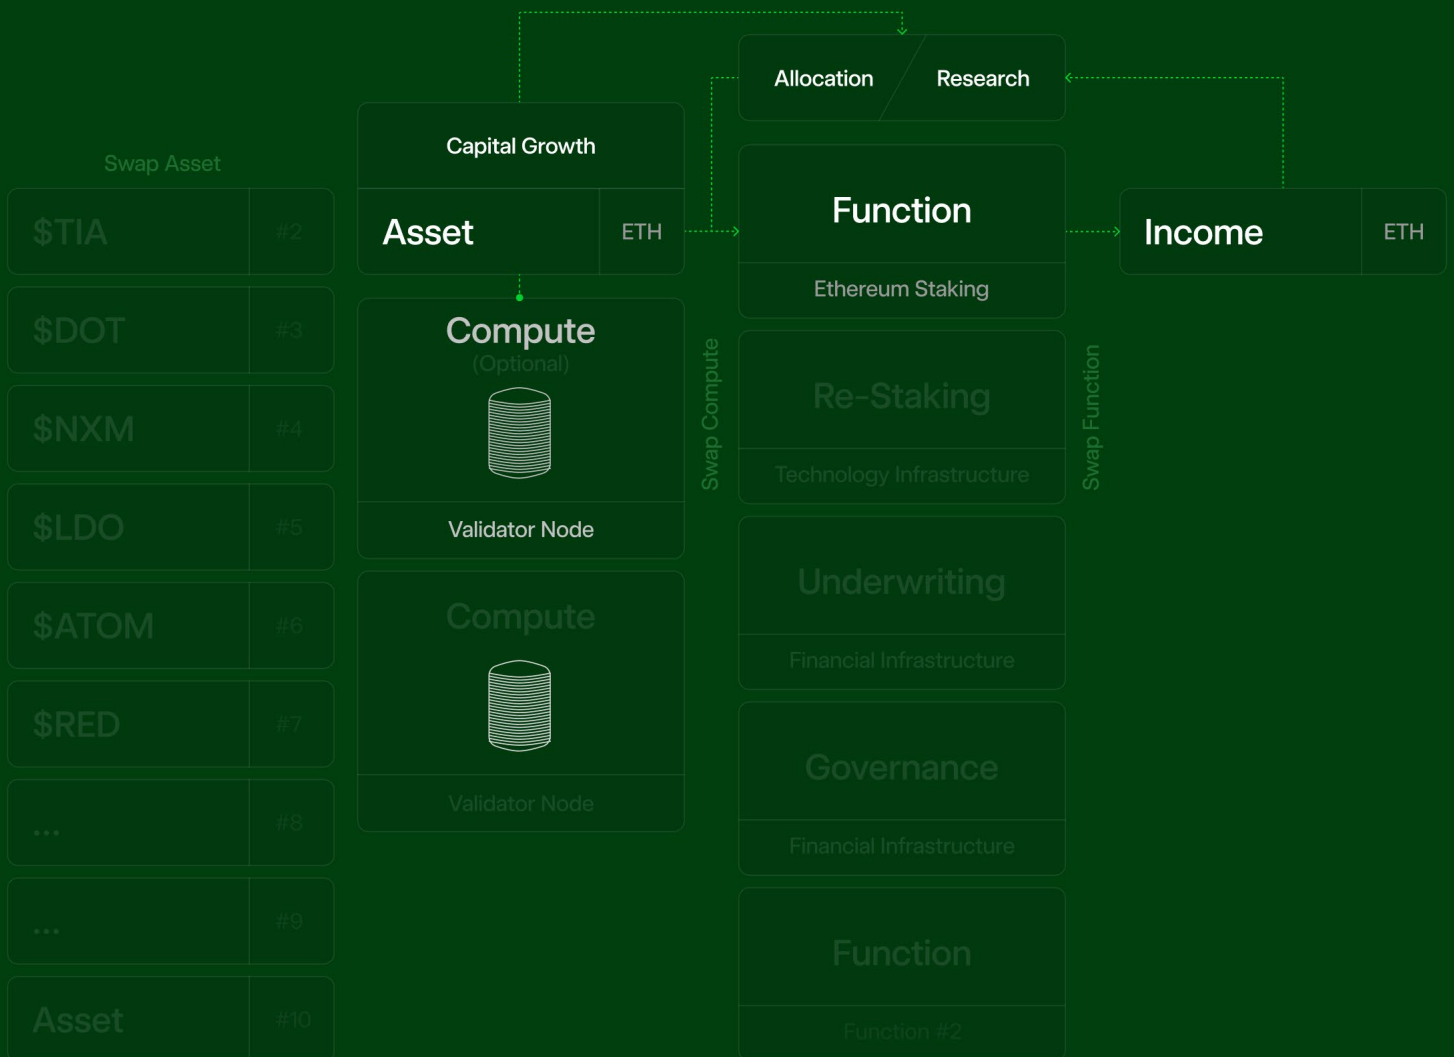 Allocation
Research
Capital Growth
Asset
ETH
Function
Ethereum Staking
Income
ETH
Swap Asset
$TIA
#2
$DOT
#3
$NXM
#4
$LDO
#5
$ATOM
#6
$RED
#7
...
#8
...
#9
Asset
#10
Compute
(Optional)
Validator Node
Compute
Validator Node
Swap Compute
Re-Staking
Technology Infrastructure
Underwriting
Financial Infrastructure
Governance
Financial Infrastructure
Function
Function #2
Swap Function